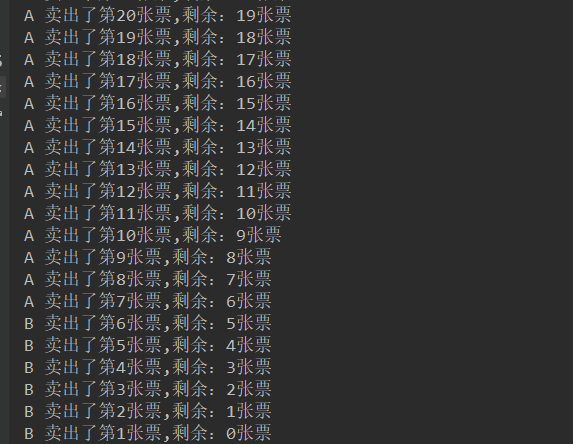 A 卖出了第20张票,剩余：19张票
A 卖出了第19张票,剩余：18张票
A 卖出了第18张票,剩余：17张票
A 卖出了第17张票,剩余：16张票
A 卖出了第16张票,剩余：15张票
A 卖出了第15张票,剩余：14张票
A 卖出了第14张票,剩余：13张票
A 卖出了第13张票,剩余：12张票
A 卖出了第12张票,剩余：11张票
A 卖出了第11张票,剩余：10张票
A 卖出了第10张票,剩余：9张票
A 卖出了第9张票,剩余：8张票
A 卖出了第8张票,剩余：7张票
A 卖出了第7张票,剩余：6张票
B 卖出了第6张票,剩余：5张票
B 卖出了第5张票,剩余：4张票
B 卖出了第4张票,剩余：3张票
B 卖出了第3张票,剩余：2张票
B 卖出了第2张票,剩余：1张票
B 卖出了第1张票,剩余：0张票